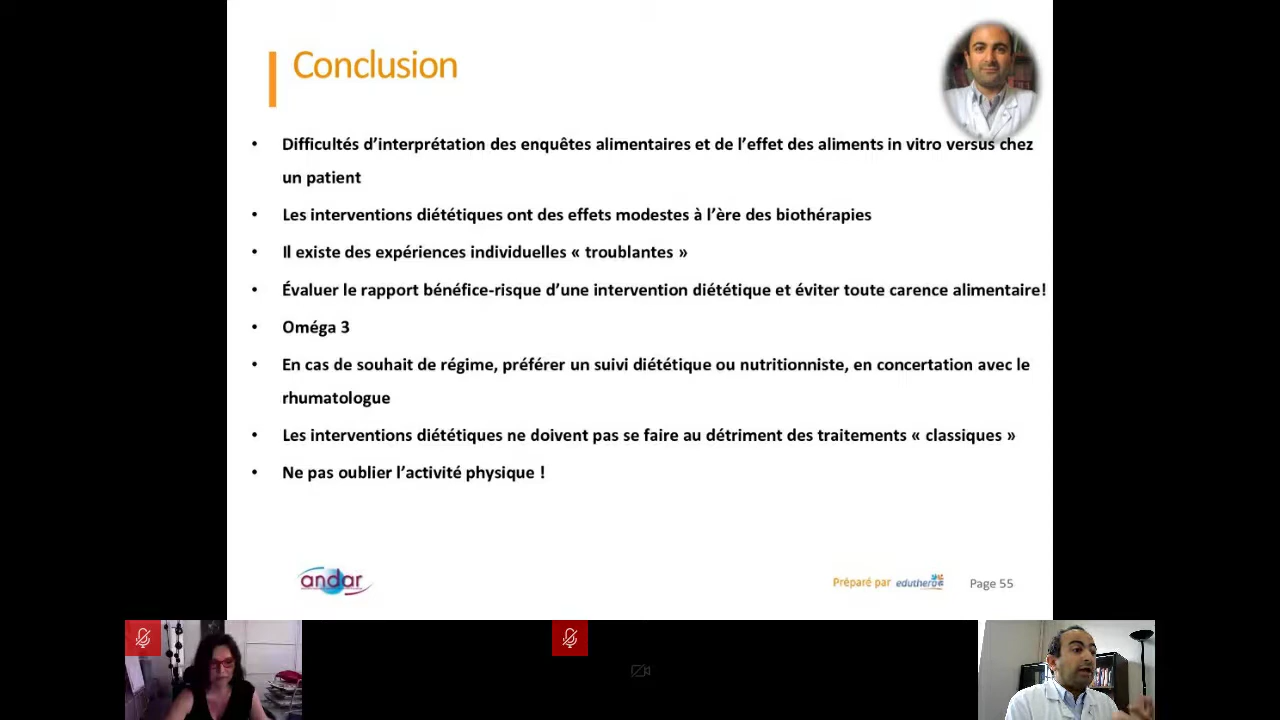 Conclusion
• Difficultés d’interprétation des enquêtes alimentaires et de l’effet des aliments in vitro versus chez
un patient
• Les interventions diététiques ont des effets modestes à l’ère des biothérapies
• Il existe des expériences individuelles « troublantes »
• Évaluer le rapport bénéfice-risque d’une intervention diététique et éviter toute carence alimentaire!
• Oméga 3
• En cas de souhait de régime, préférer un suivi diététique ou nutritionniste, en concertation avec le
rhumatologue
• Les interventions diététiques ne doivent pas se faire au détriment des traitements « classiques »
• Ne pas oublier l’activité physique !
andar
Préparé par eduthera
Page 55